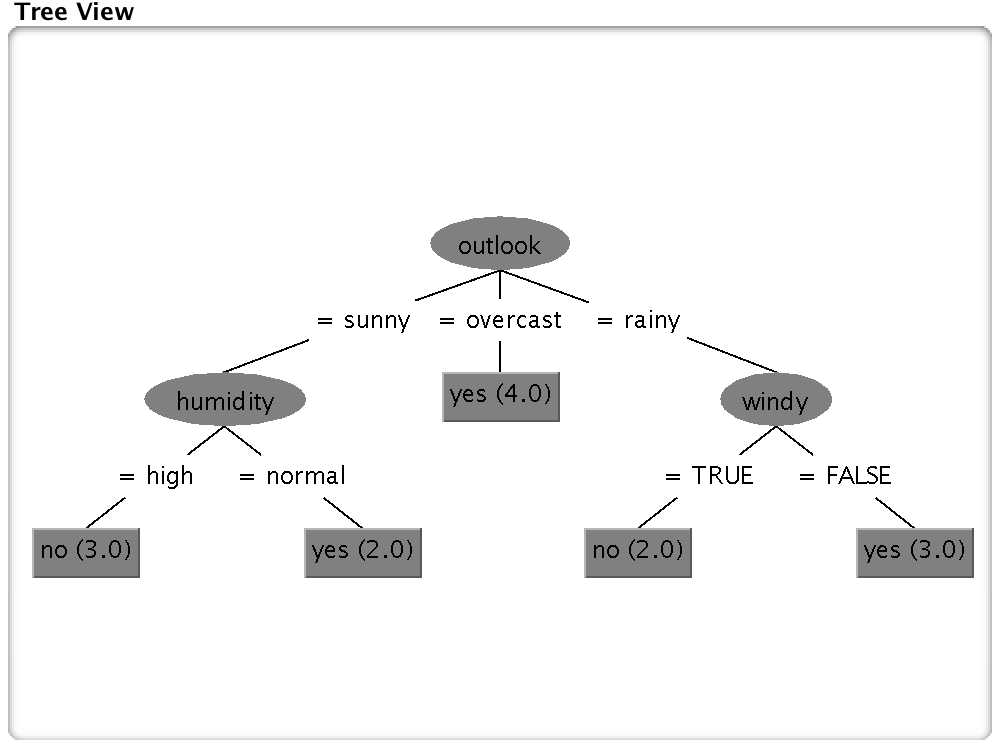 Tree View
outlook
= sunny
= overcast
= rainy
humidity
yes (4.0)
windy
= high
= normal
= TRUE
= FALSE
no (3.0)
yes (2.0)
no (2.0)
yes (3.0)